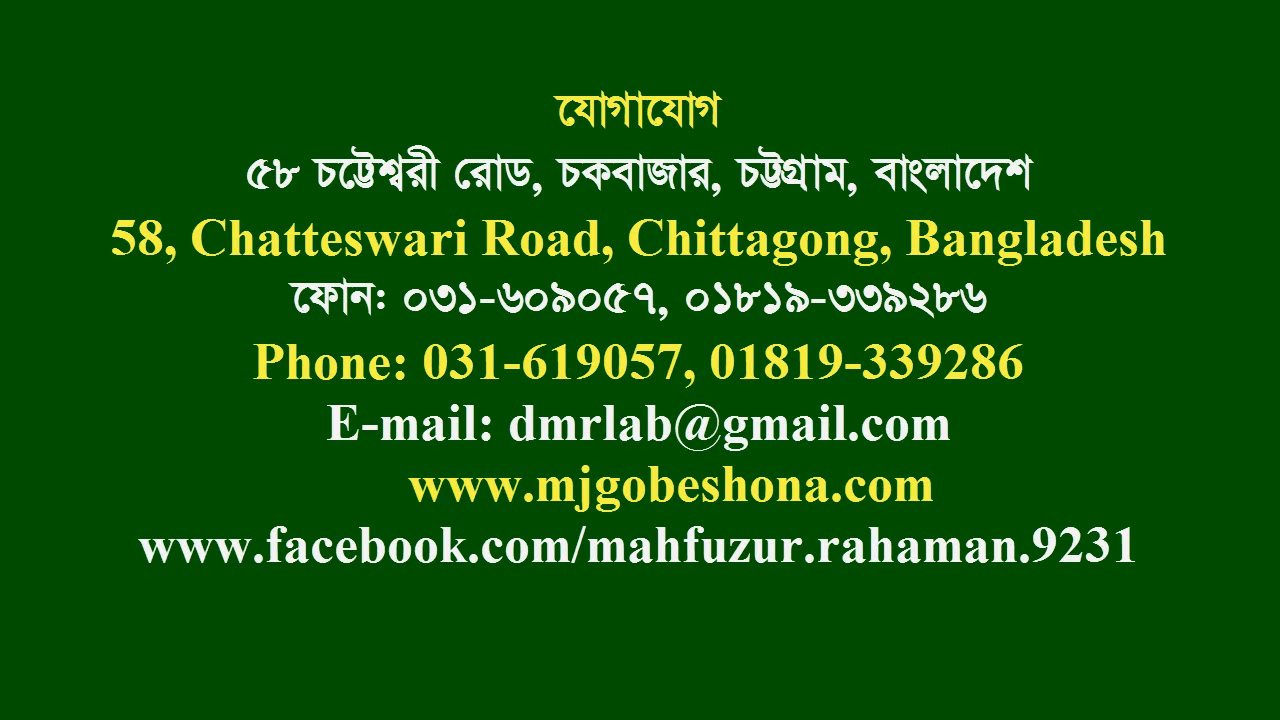 যোগাযোগ
৫৮ চট্টেশ্বরী রোড, চকবাজার, চট্টগ্রাম, বাংলাদেশ
58, Chatteswari Road, Chittagong, Bangladesh
ফোন: ০৩১-৬০৯০৫৭, ০১৮১৯-৩৩৯২৮৬
Phone: 031-619057, 01819-339286
E-mail: dmrlab@gmail.com
www.mjgobeshona.com
www.facebook.com/mahfuzur.rahaman.9231